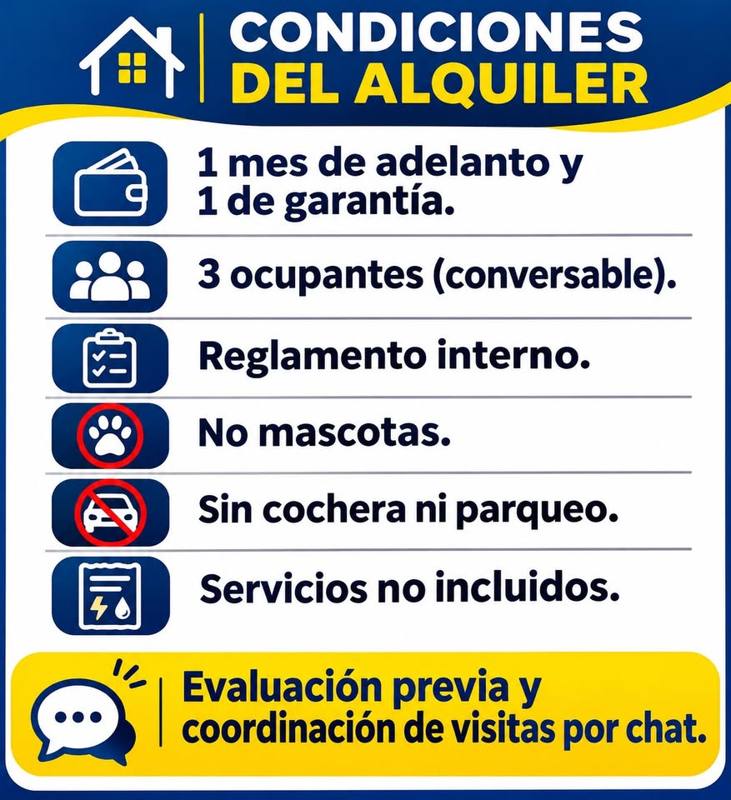 CONDICIONES
DEL ALQUILER
1 mes de adelanto y
1 de garantía.
3 ocupantes (conversable).
Reglamento interno.
No mascotas.
Sin cochera ni parqueo.
Servicios no incluidos.
Evaluación previa y
coordinación de visitas por chat.